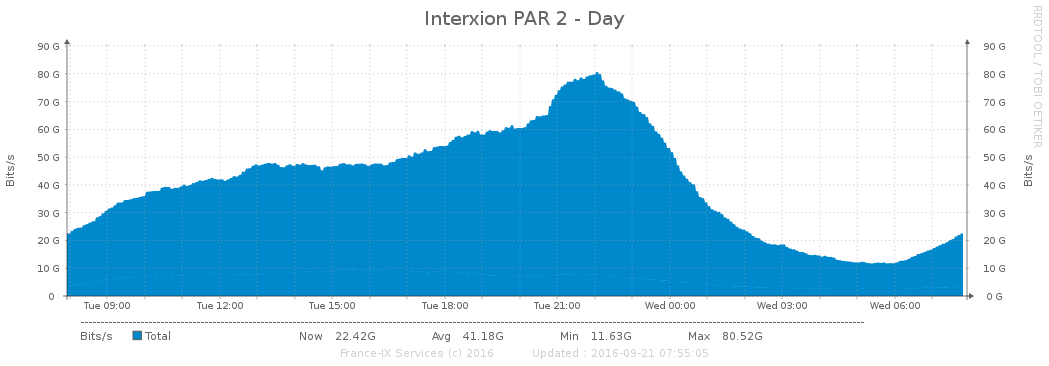 Interxion PAR 2 - Day
RRDTOOL / TOBI OETIKER
90 G 90 G
80 G 80 G
70 G 70 G
60 G 60 G
50 G 50 G
40 G 40 G
30 G 30 G
20 G 20 G
10 G 10 G
0 0 G
Bits/s
Bits/s
Tue 09:00 Tue 12:00 Tue 15:00 Tue 18:00 Tue 21:00 Wed 00:00 Wed 03:00 Wed 06:00
Bits/s Total Now 22.42G Avg 41.18G Min 11.63G Max 80.52G
France-IX Services (c) 2016 Updated : 2016-09-21 07:55:05